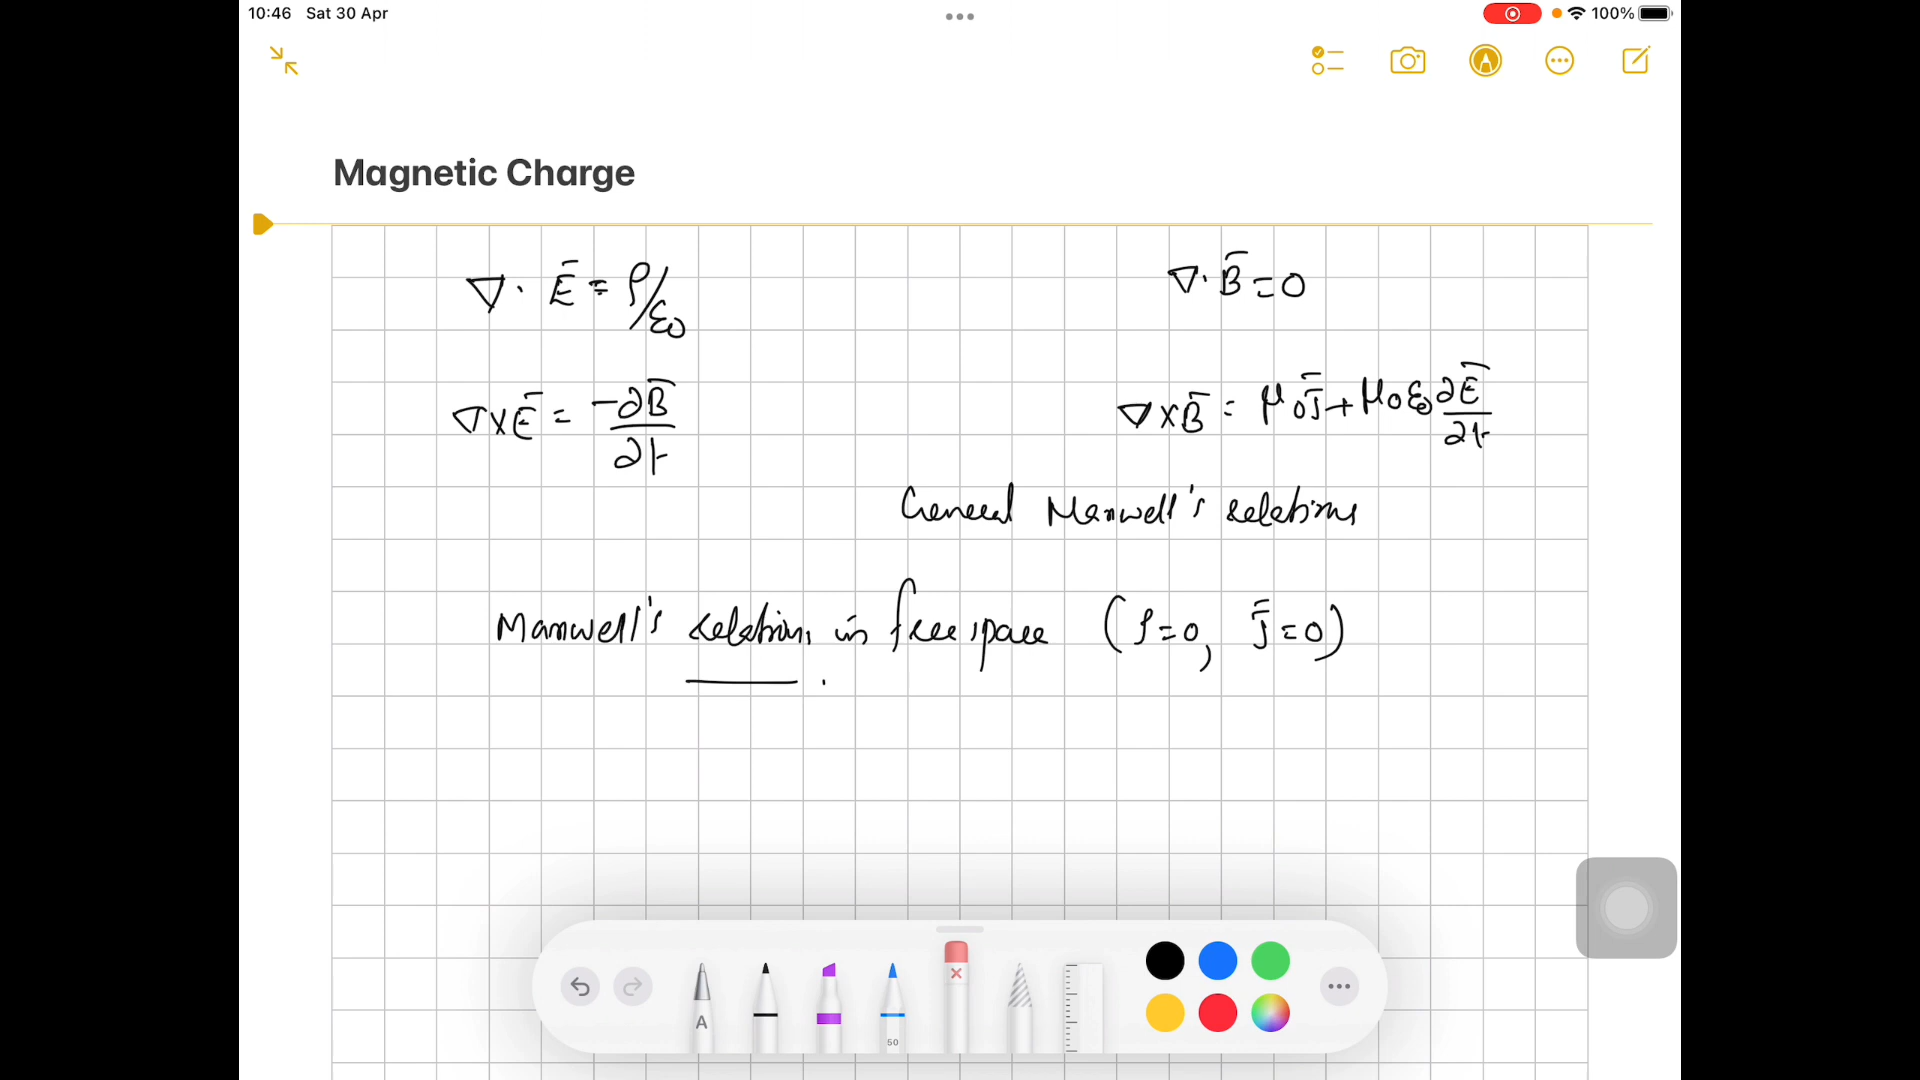 10:46 Sat 30 Apr 100%
Magnetic Charge
∇· Ē = ρ/ε0 ∇· B̄ = 0
∇×Ē = -∂B̄/∂t ∇×B̄ = μ0J̄ + μ0ε0 ∂Ē/∂t
General Maxwell's relations
Maxwell's relations in free space (ρ=0, J̄=0)
A
50